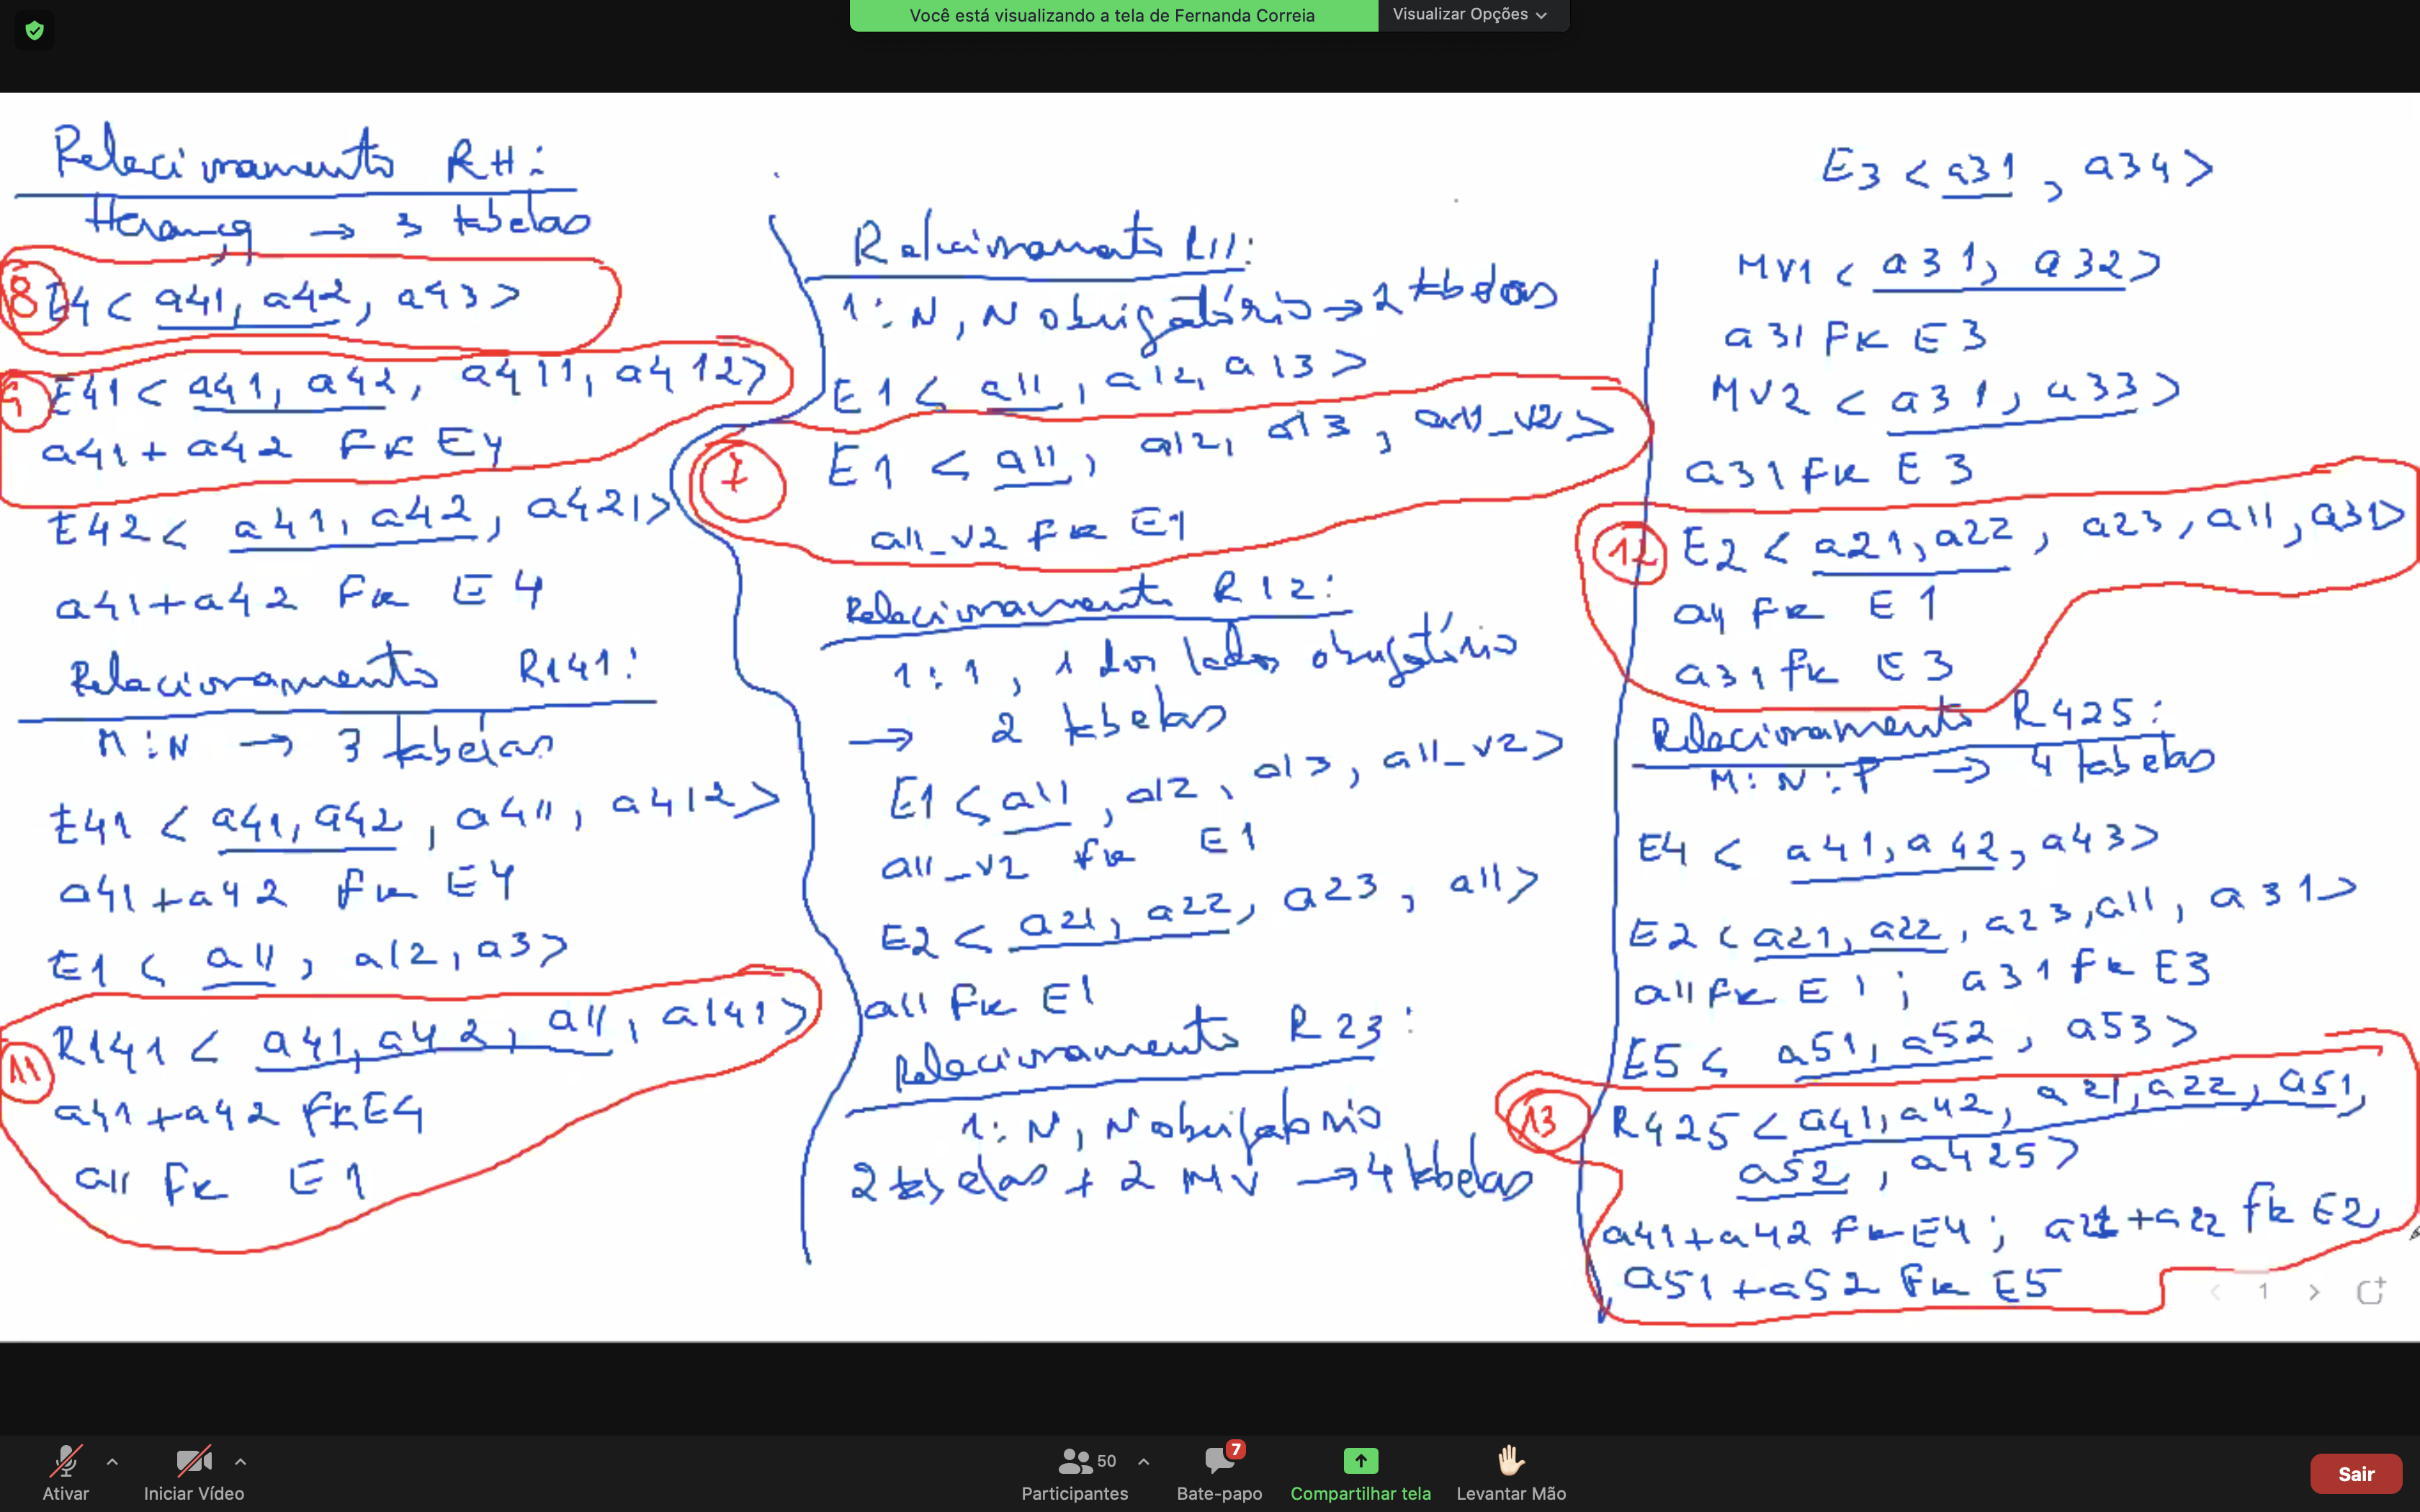 Você está visualizando a tela de Fernanda Correia
Visualizar Opções
Relacionamento RH:
Herança → 3 tabelas
8 E4 < a41, a42, a43 >
E41 < a41, a42, a411, a412 >
a41 + a42 FK E4
E42 < a41, a42, a421 >
a41 + a42 FK E4
Relacionamento R141:
M:N → 3 tabelas
E41 < a41, a42, a411, a412 >
a41 + a42 FK E4
E1 < a11, a12, a3 >
11 R141 < a41, a42, a11, a141 >
a41 + a42 FK E4
a11 FK E1
Relacionamento R11:
1:N, N obrigatório → 2 tabelas
E1 < a11, a12, a13 >
7 E1 < a11, a12, a13, a11_v2 >
a11_v2 FK E1
Relacionamento R12:
1:1, 1 dos lados obrigatório
→ 2 tabelas
E1 < a11, a12, a13, a11_v2 >
a11_v2 FK E1
E2 < a21, a22, a23, a11 >
a11 FK E1
Relacionamento R23:
1:N, N obrigatorio
2 tabelas + 2 MV → 4 tabelas
E3 < a31, a34 >
MV1 < a31, a32 >
a31 FK E3
MV2 < a31, a33 >
a31 FK E3
12 E2 < a21, a22, a23, a11, a31 >
a11 FK E1
a31 FK E3
Relacionamento R425:
M:N:P → 4 tabelas
E4 < a41, a42, a43 >
E2 < a21, a22, a23, a11, a31 >
a11 FK E1; a31 FK E3
E5 < a51, a52, a53 >
13 R425 < a41, a42, a21, a22, a51,
a52, a425 >
a41 + a42 FK E4; a21 + a22 FK E2
a51 + a52 FK E5
1
Ativar
Iniciar Vídeo
50
Participantes
7
Bate-papo
Compartilhar tela
Levantar Mão
Sair